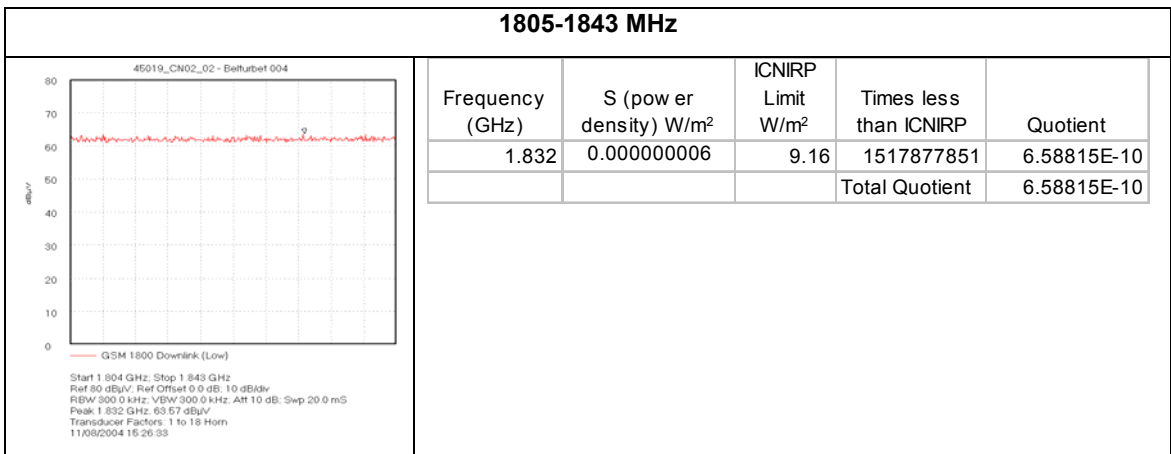 1805-1843 MHz
45019_CN02_02 - Belturbet 004
80
70
60
50
40
30
20
10
0
dBµV
GSM 1800 Downlink (Low)
Start 1.804 GHz; Stop 1.843 GHz
Ref 80 dBµV; Ref Offset 0.0 dB; 10 dB/div
RBW 300.0 kHz; VBW 300.0 kHz; Att 10 dB; Swp 20.0 mS
Peak 1.832 GHz, 63.57 dBµV
Transducer Factors: 1 to 18 Horn
11/08/2004 15:26:33
Frequency (GHz) S (pow er density) W/m² ICNIRP Limit W/m² Times less than ICNIRP Quotient
1.832 0.000000006 9.16 1517877851 6.58815E-10
Total Quotient 6.58815E-10